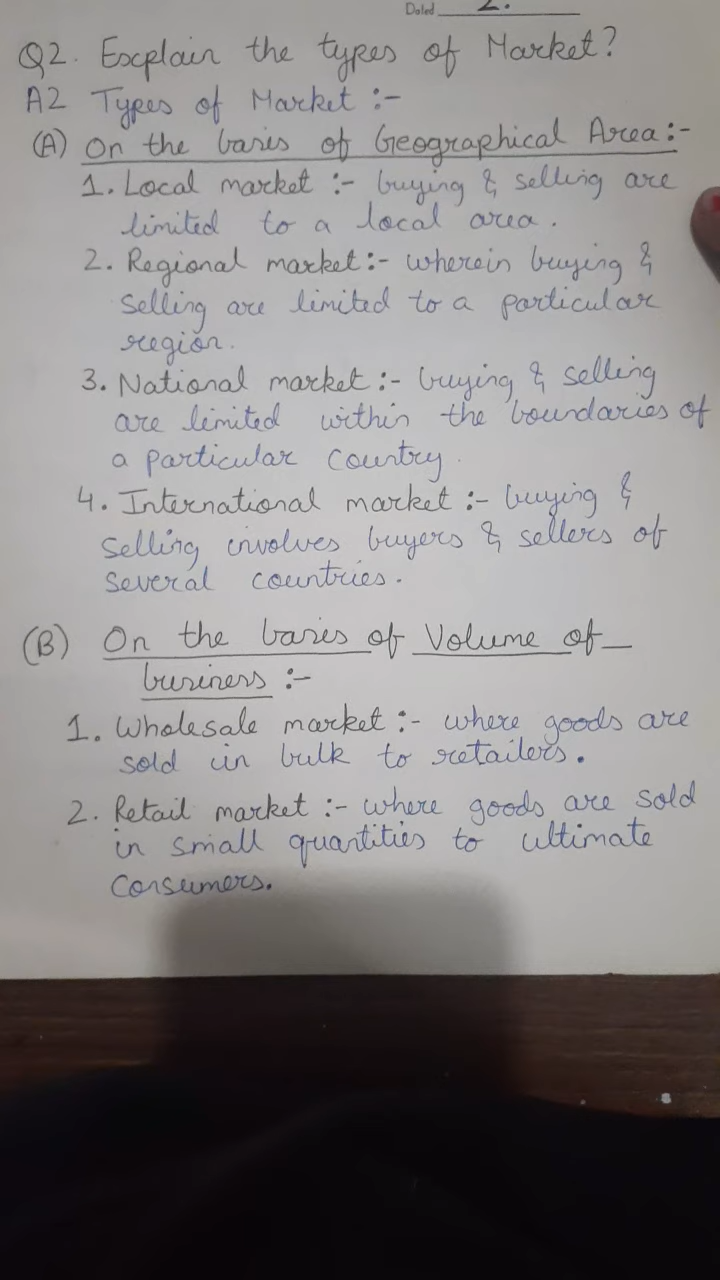 Dated 2.
Q2. Explain the types of Market?
A2 Types of Market :-
(A) On the basis of Geographical Area:-
1. Local market :- buying & selling are
limited to a local area.
2. Regional market:- wherein buying &
selling are limited to a particular
region.
3. National market:- buying & selling
are limited within the boundaries of
a particular country.
4. International market :- buying &
selling involves buyers & sellers of
several countries.
(B) On the basis of Volume of
business :-
1. Wholesale market:- where goods are
sold in bulk to retailers.
2. Retail market :- where goods are sold
in small quantities to ultimate
consumers.